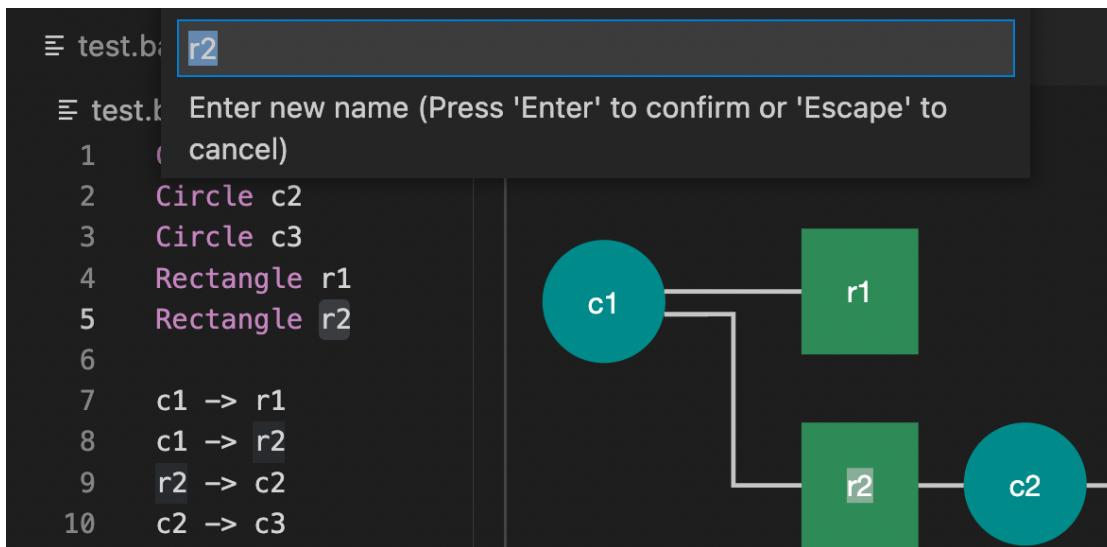 test.ba
r2
test.b
Enter new name (Press 'Enter' to confirm or 'Escape' to
cancel)
1
2 Circle c2
3 Circle c3
4 Rectangle r1
5 Rectangle r2
6
7 c1 -> r1
8 c1 -> r2
9 r2 -> c2
10 c2 -> c3
c1
r1
r2
c2